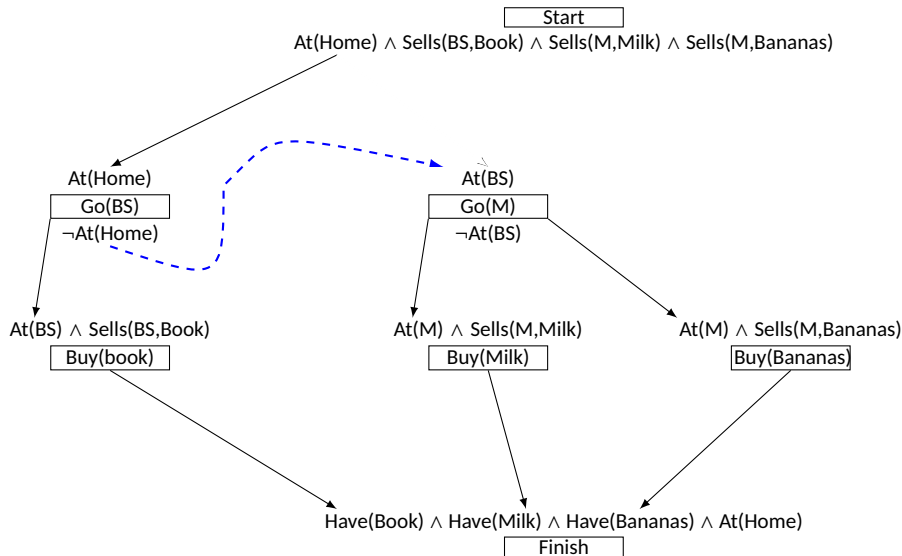 Start
At(Home) ∧ Sells(BS,Book) ∧ Sells(M,Milk) ∧ Sells(M,Bananas)
At(Home)
Go(BS)
¬At(Home)
At(BS)
Go(M)
¬At(BS)
At(BS) ∧ Sells(BS,Book)
Buy(book)
At(M) ∧ Sells(M,Milk)
Buy(Milk)
At(M) ∧ Sells(M,Bananas)
Buy(Bananas)
Have(Book) ∧ Have(Milk) ∧ Have(Bananas) ∧ At(Home)
Finish